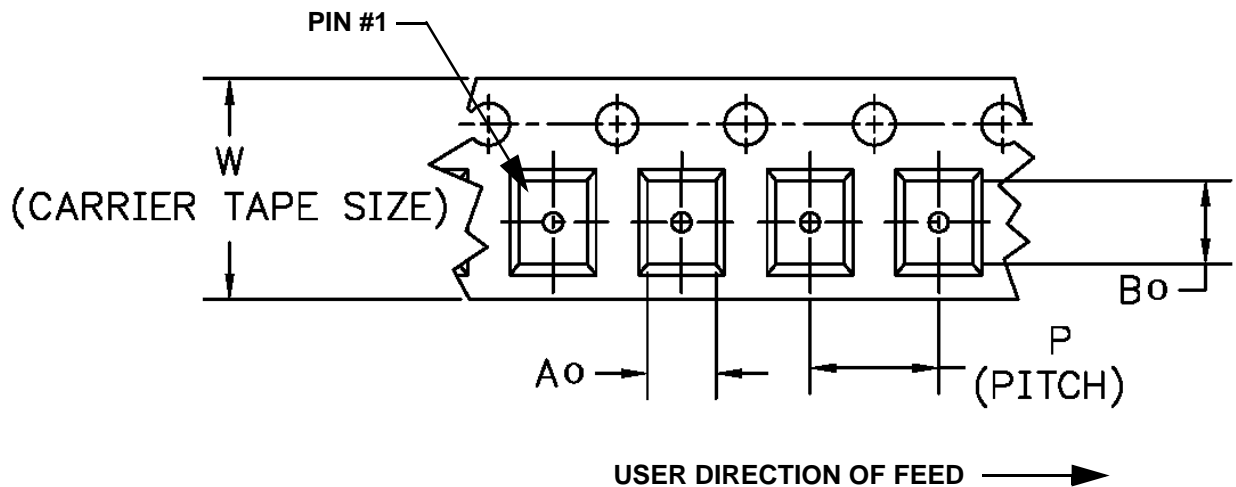 PIN #1
W
(CARRIER TAPE SIZE)
Bo
Ao
P
(PITCH)
USER DIRECTION OF FEED